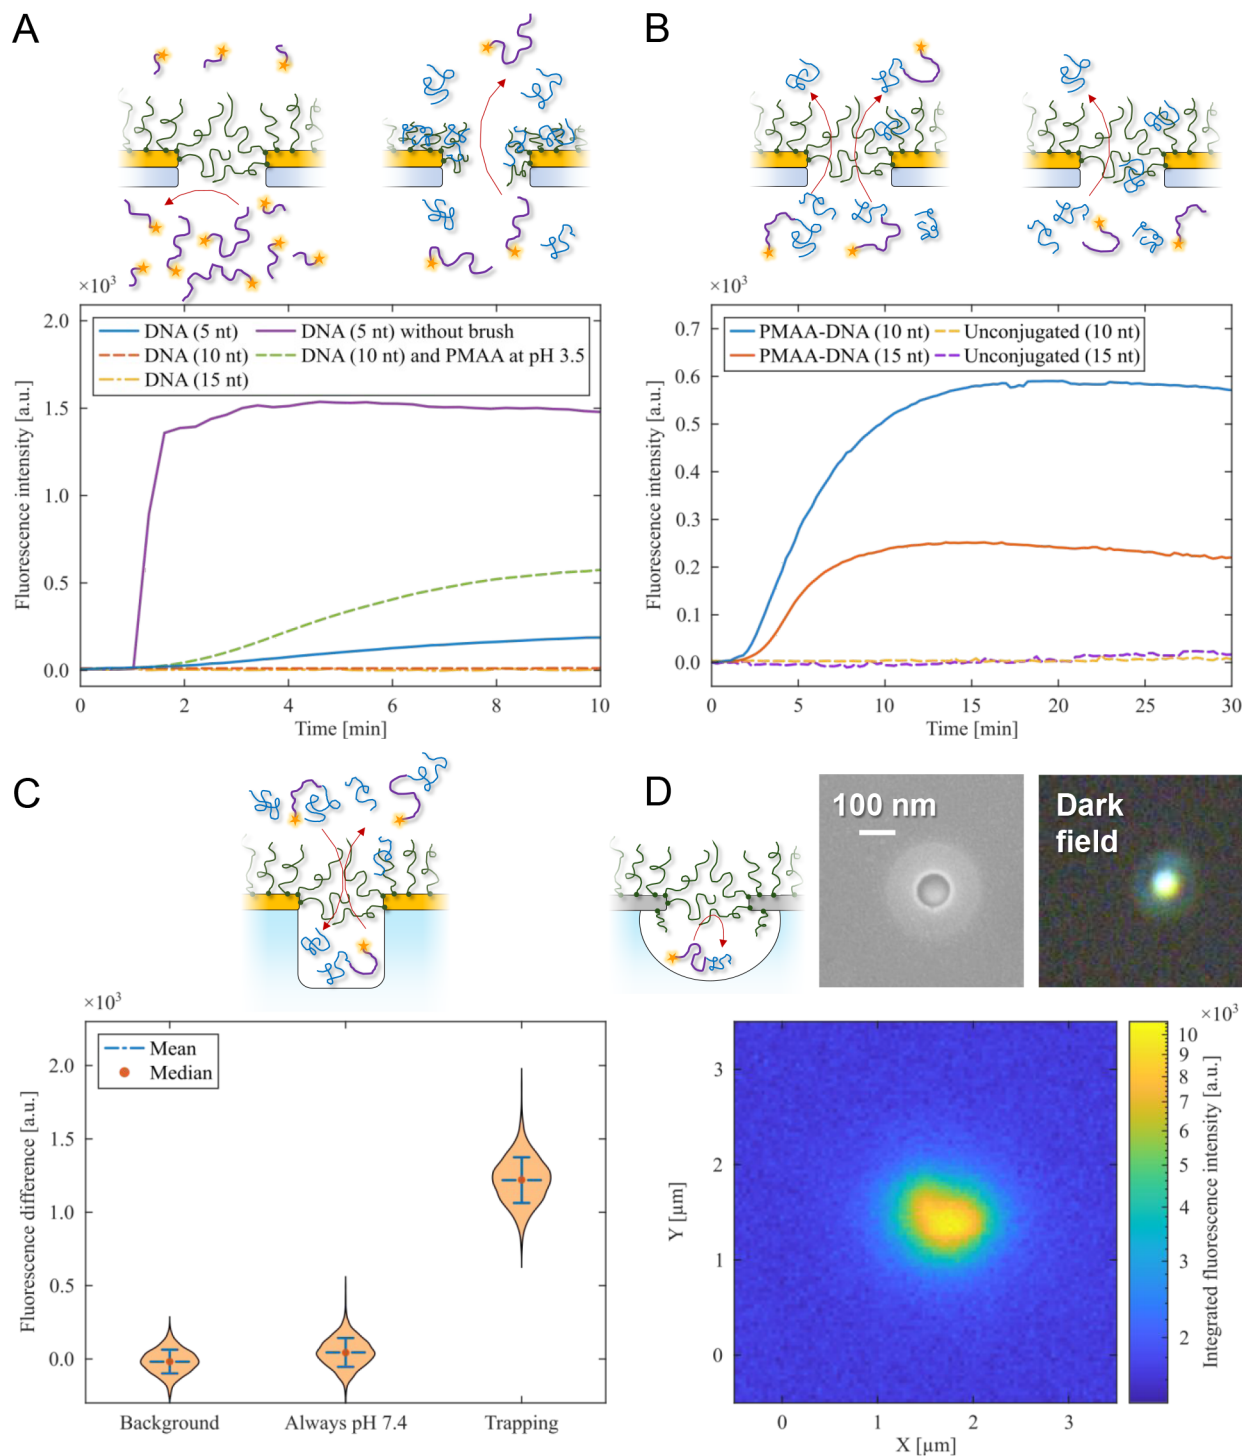 A
B
×10³
2.0
1.5
1.0
0.5
0.0
DNA (5 nt)
DNA (10 nt)
DNA (15 nt)
DNA (5 nt) without brush
DNA (10 nt) and PMAA at pH 3.5
Fluorescence intensity [a.u.]
0 2 4 6 8 10
Time [min]
×10³
0.7
0.6
0.5
0.4
0.3
0.2
0.1
0.0
PMAA-DNA (10 nt)
PMAA-DNA (15 nt)
Unconjugated (10 nt)
Unconjugated (15 nt)
Fluorescence intensity [a.u.]
0 5 10 15 20 25 30
Time [min]
C
×10³
2.0
1.5
1.0
0.5
0.0
Mean
Median
Fluorescence difference [a.u.]
Background Always pH 7.4 Trapping
D
100 nm
Dark
field
3
2
1
0
Y [µm]
0 1 2 3
X [µm]
×10³
10
9
8
7
6
5
4
3
2
Integrated fluorescence intensity [a.u.]